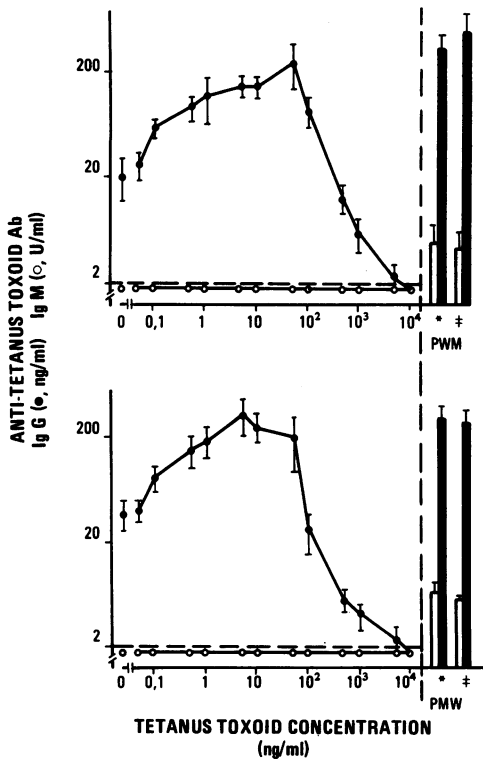 ANTI-TETANUS TOXOID Ab
Ig G (●, ng/ml) Ig M (○, U/ml)
200
20
2
0 0,1 1 10 10² 10³ 10⁴
* ‡
PWM
200
20
2
0 0,1 1 10 10² 10³ 10⁴
* ‡
PMW
TETANUS TOXOID CONCENTRATION
(ng/ml)